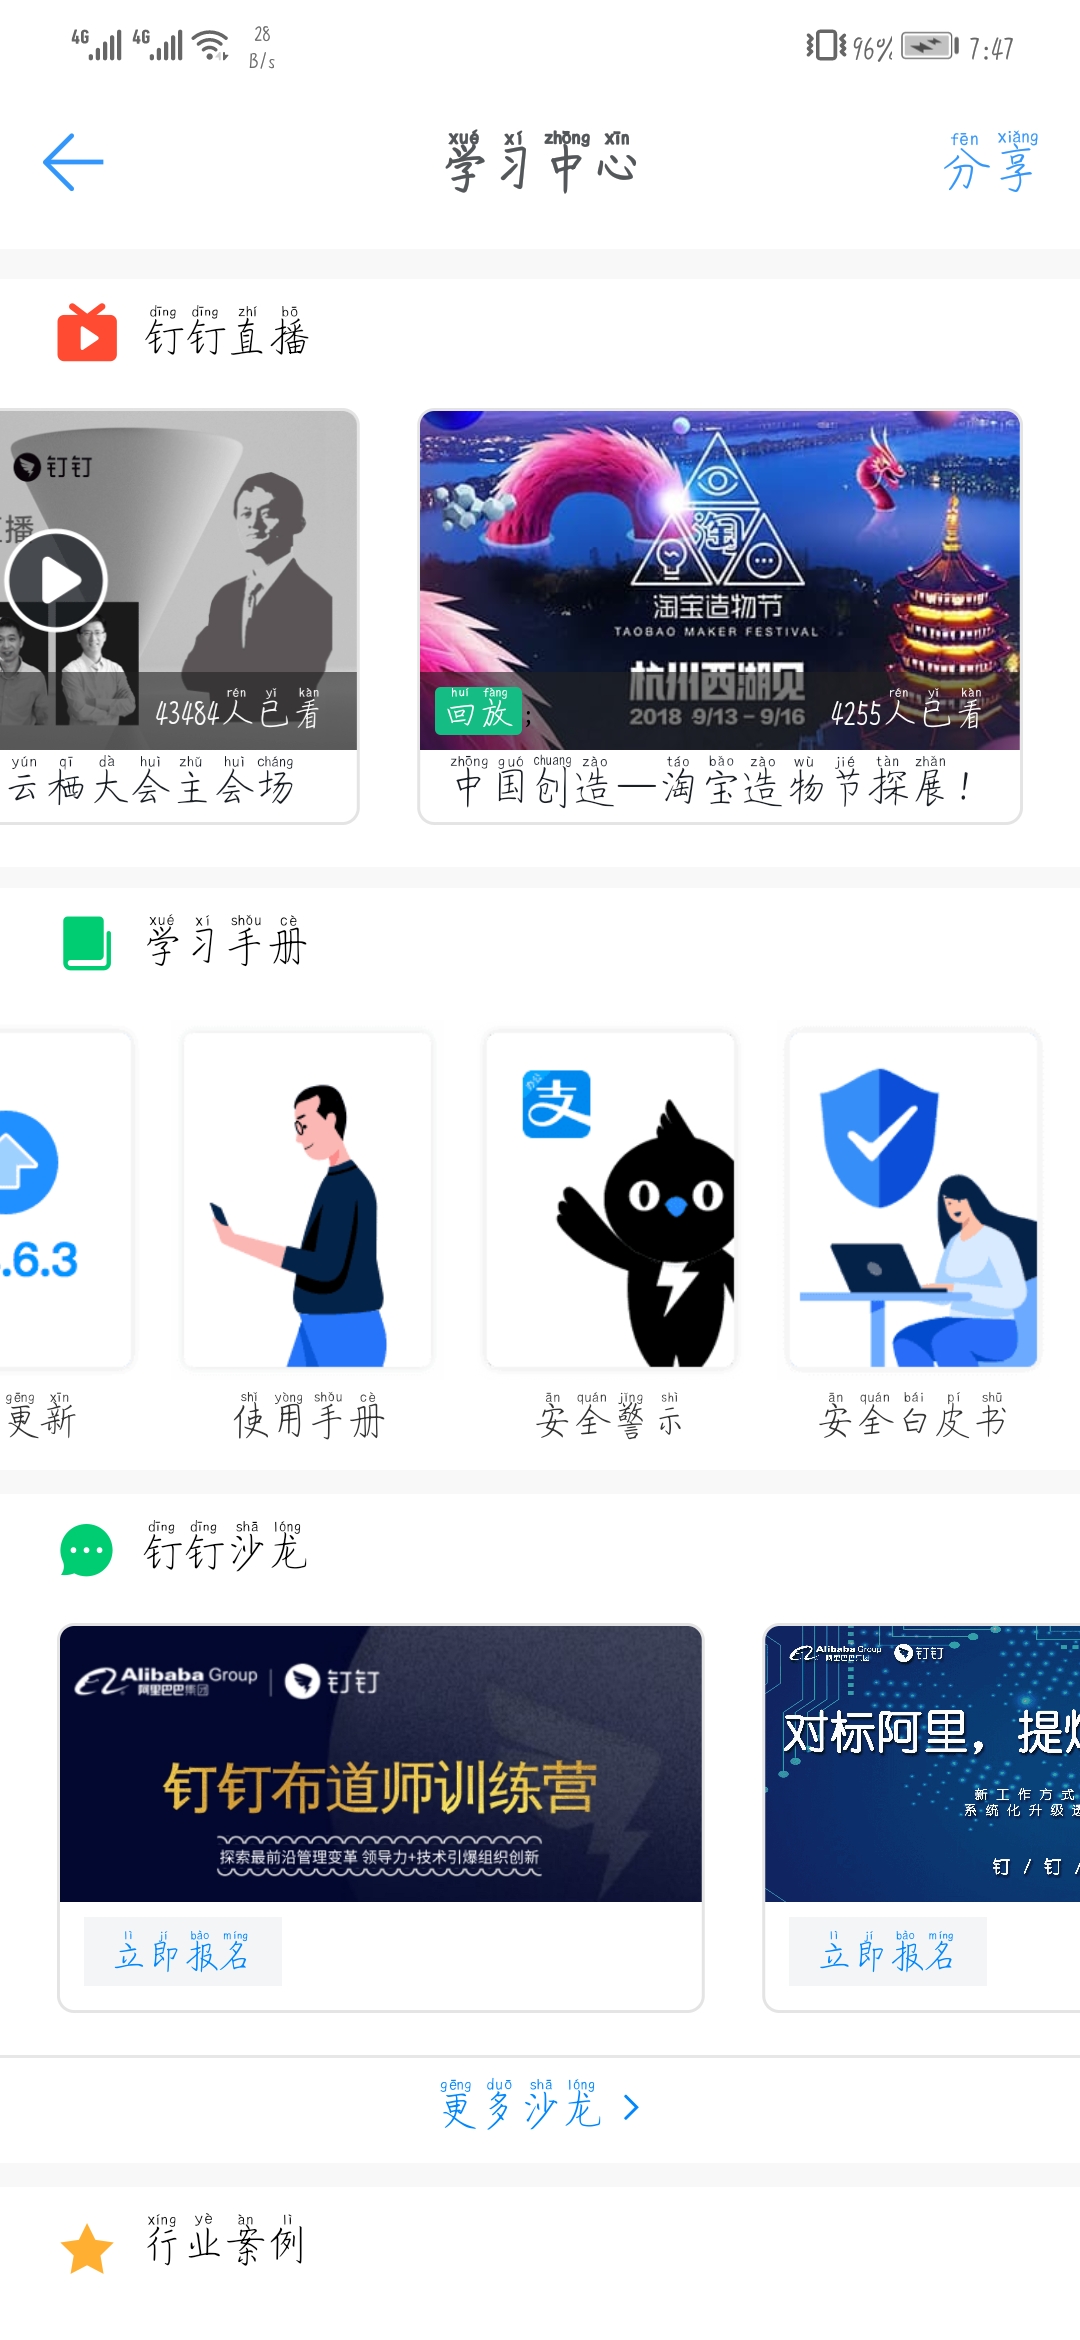 4G 4G 28 B/s 96% 7:47
xué xí zhōng xīn
学习中心
fēn xiǎng
分享
dīng dīng zhí bō
钉钉直播
钉钉
播
rén yǐ kàn
43484人已看
yún qī dà huì zhǔ huì chǎng
云栖大会主会场
淘
淘宝造物节
TAOBAO MAKER FESTIVAL
杭州西湖见
2018 9/13-9/16
huí fàng
回放;
rén yǐ kàn
4255人已看
zhōng guó chuàng zào táo bǎo zào wù jié tàn zhǎn
中国创造—淘宝造物节探展!
xué xí shǒu cè
学习手册
.6.3
办公
支
gēng xīn
更新
shǐ yòng shǒu cè
使用手册
ān quán jǐng shì
安全警示
ān quán bái pí shū
安全白皮书
dīng dīng shā lóng
钉钉沙龙
Alibaba Group
阿里巴巴集团
钉钉
钉钉布道师训练营
探索最前沿管理变革 领导力+技术引爆组织创新
lì jí bào míng
立即报名
Alibaba Group
阿里巴巴集团
钉钉
对标阿里，提
新工作方式
系统化升级
钉/钉/
lì jí bào míng
立即报名
gèng duō shā lóng
更多沙龙
xíng yè àn lì
行业案例